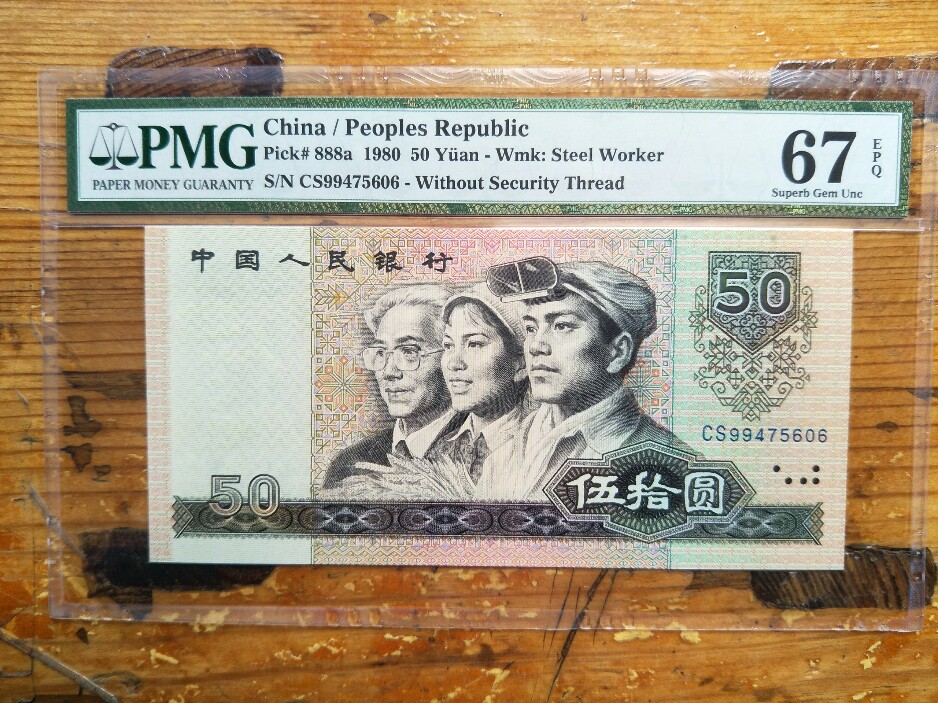 PMG
PAPER MONEY GUARANTY
China / Peoples Republic
Pick# 888a 1980 50 Yüan - Wmk: Steel Worker
S/N CS99475606 - Without Security Thread
67
EPQ
Superb Gem Unc
中国人民银行
50
CS99475606
50
伍拾圆